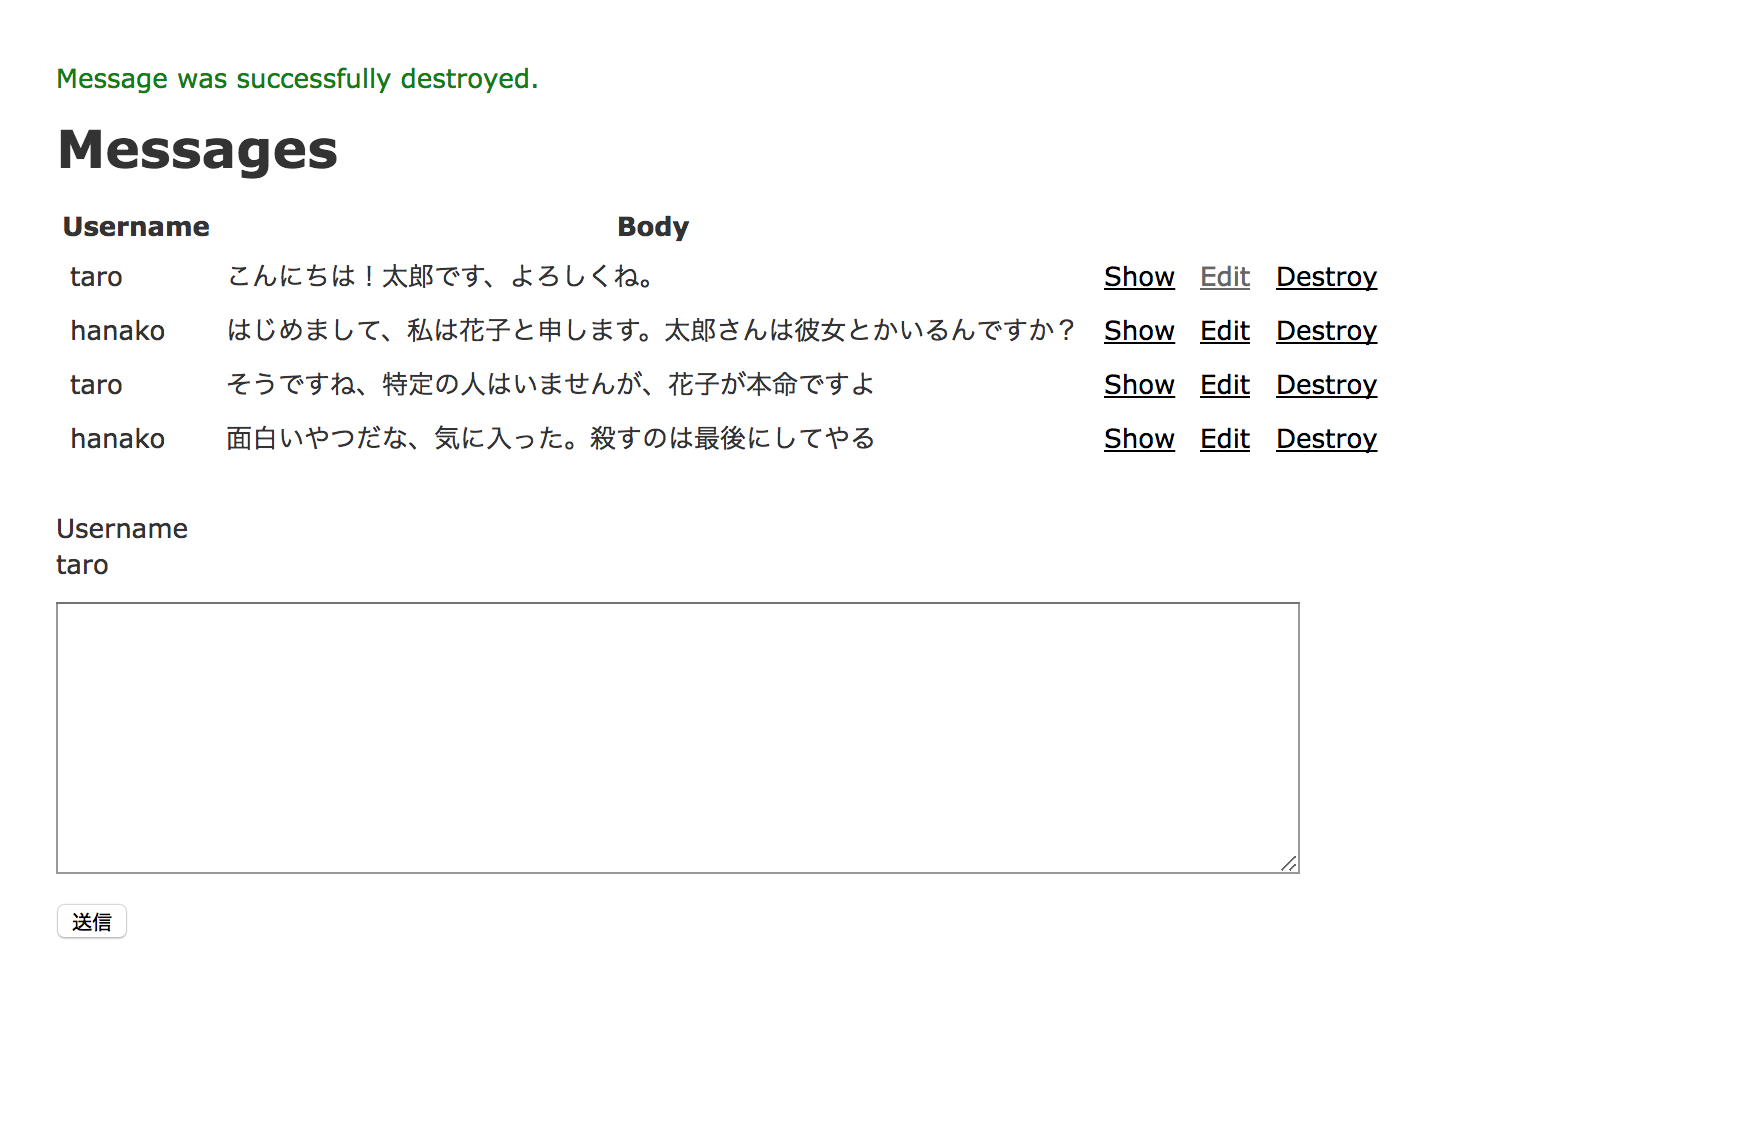 Message was successfully destroyed.
Messages
Username Body
taro こんにちは！太郎です、よろしくね。 Show Edit Destroy
hanako はじめまして、私は花子と申します。太郎さんは彼女とかいるんですか？ Show Edit Destroy
taro そうですね、特定の人はいませんが、花子が本命ですよ Show Edit Destroy
hanako 面白いやつだな、気に入った。殺すのは最後にしてやる Show Edit Destroy
Username
taro
送信